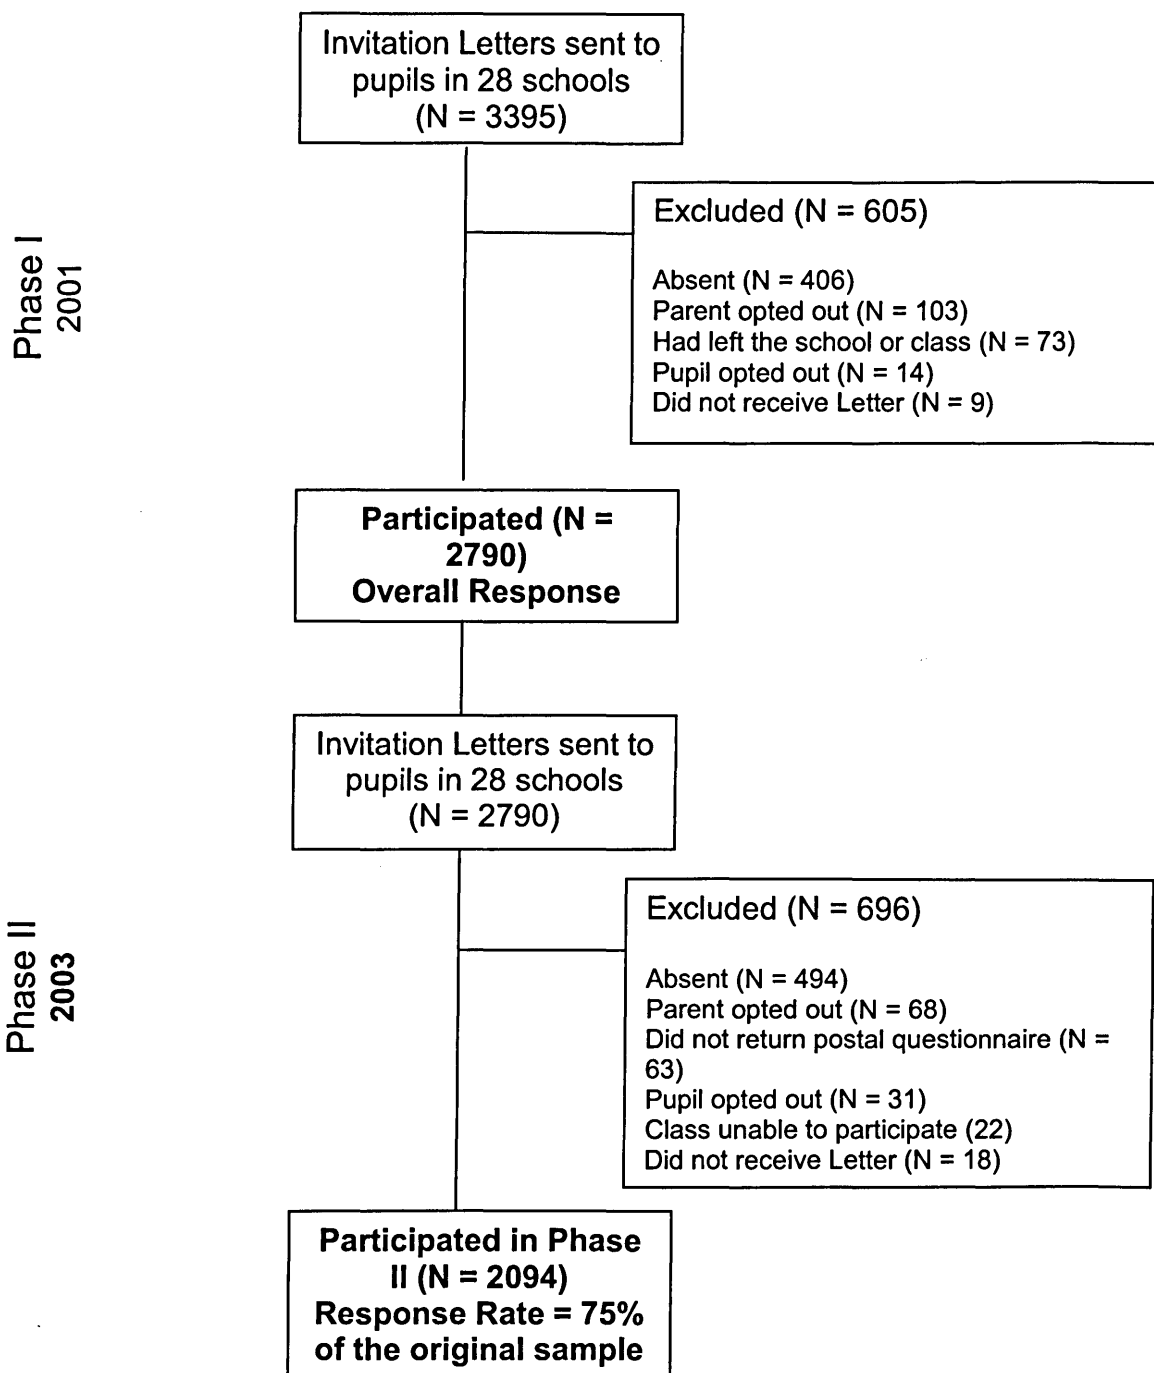 Invitation Letters sent to
pupils in 28 schools
(N = 3395)
Phase I
2001
Excluded (N = 605)
Absent (N = 406)
Parent opted out (N = 103)
Had left the school or class (N = 73)
Pupil opted out (N = 14)
Did not receive Letter (N = 9)
Participated (N =
2790)
Overall Response
Invitation Letters sent to
pupils in 28 schools
(N = 2790)
Phase II
2003
Excluded (N = 696)
Absent (N = 494)
Parent opted out (N = 68)
Did not return postal questionnaire (N =
63)
Pupil opted out (N = 31)
Class unable to participate (22)
Did not receive Letter (N = 18)
Participated in Phase
II (N = 2094)
Response Rate = 75%
of the original sample